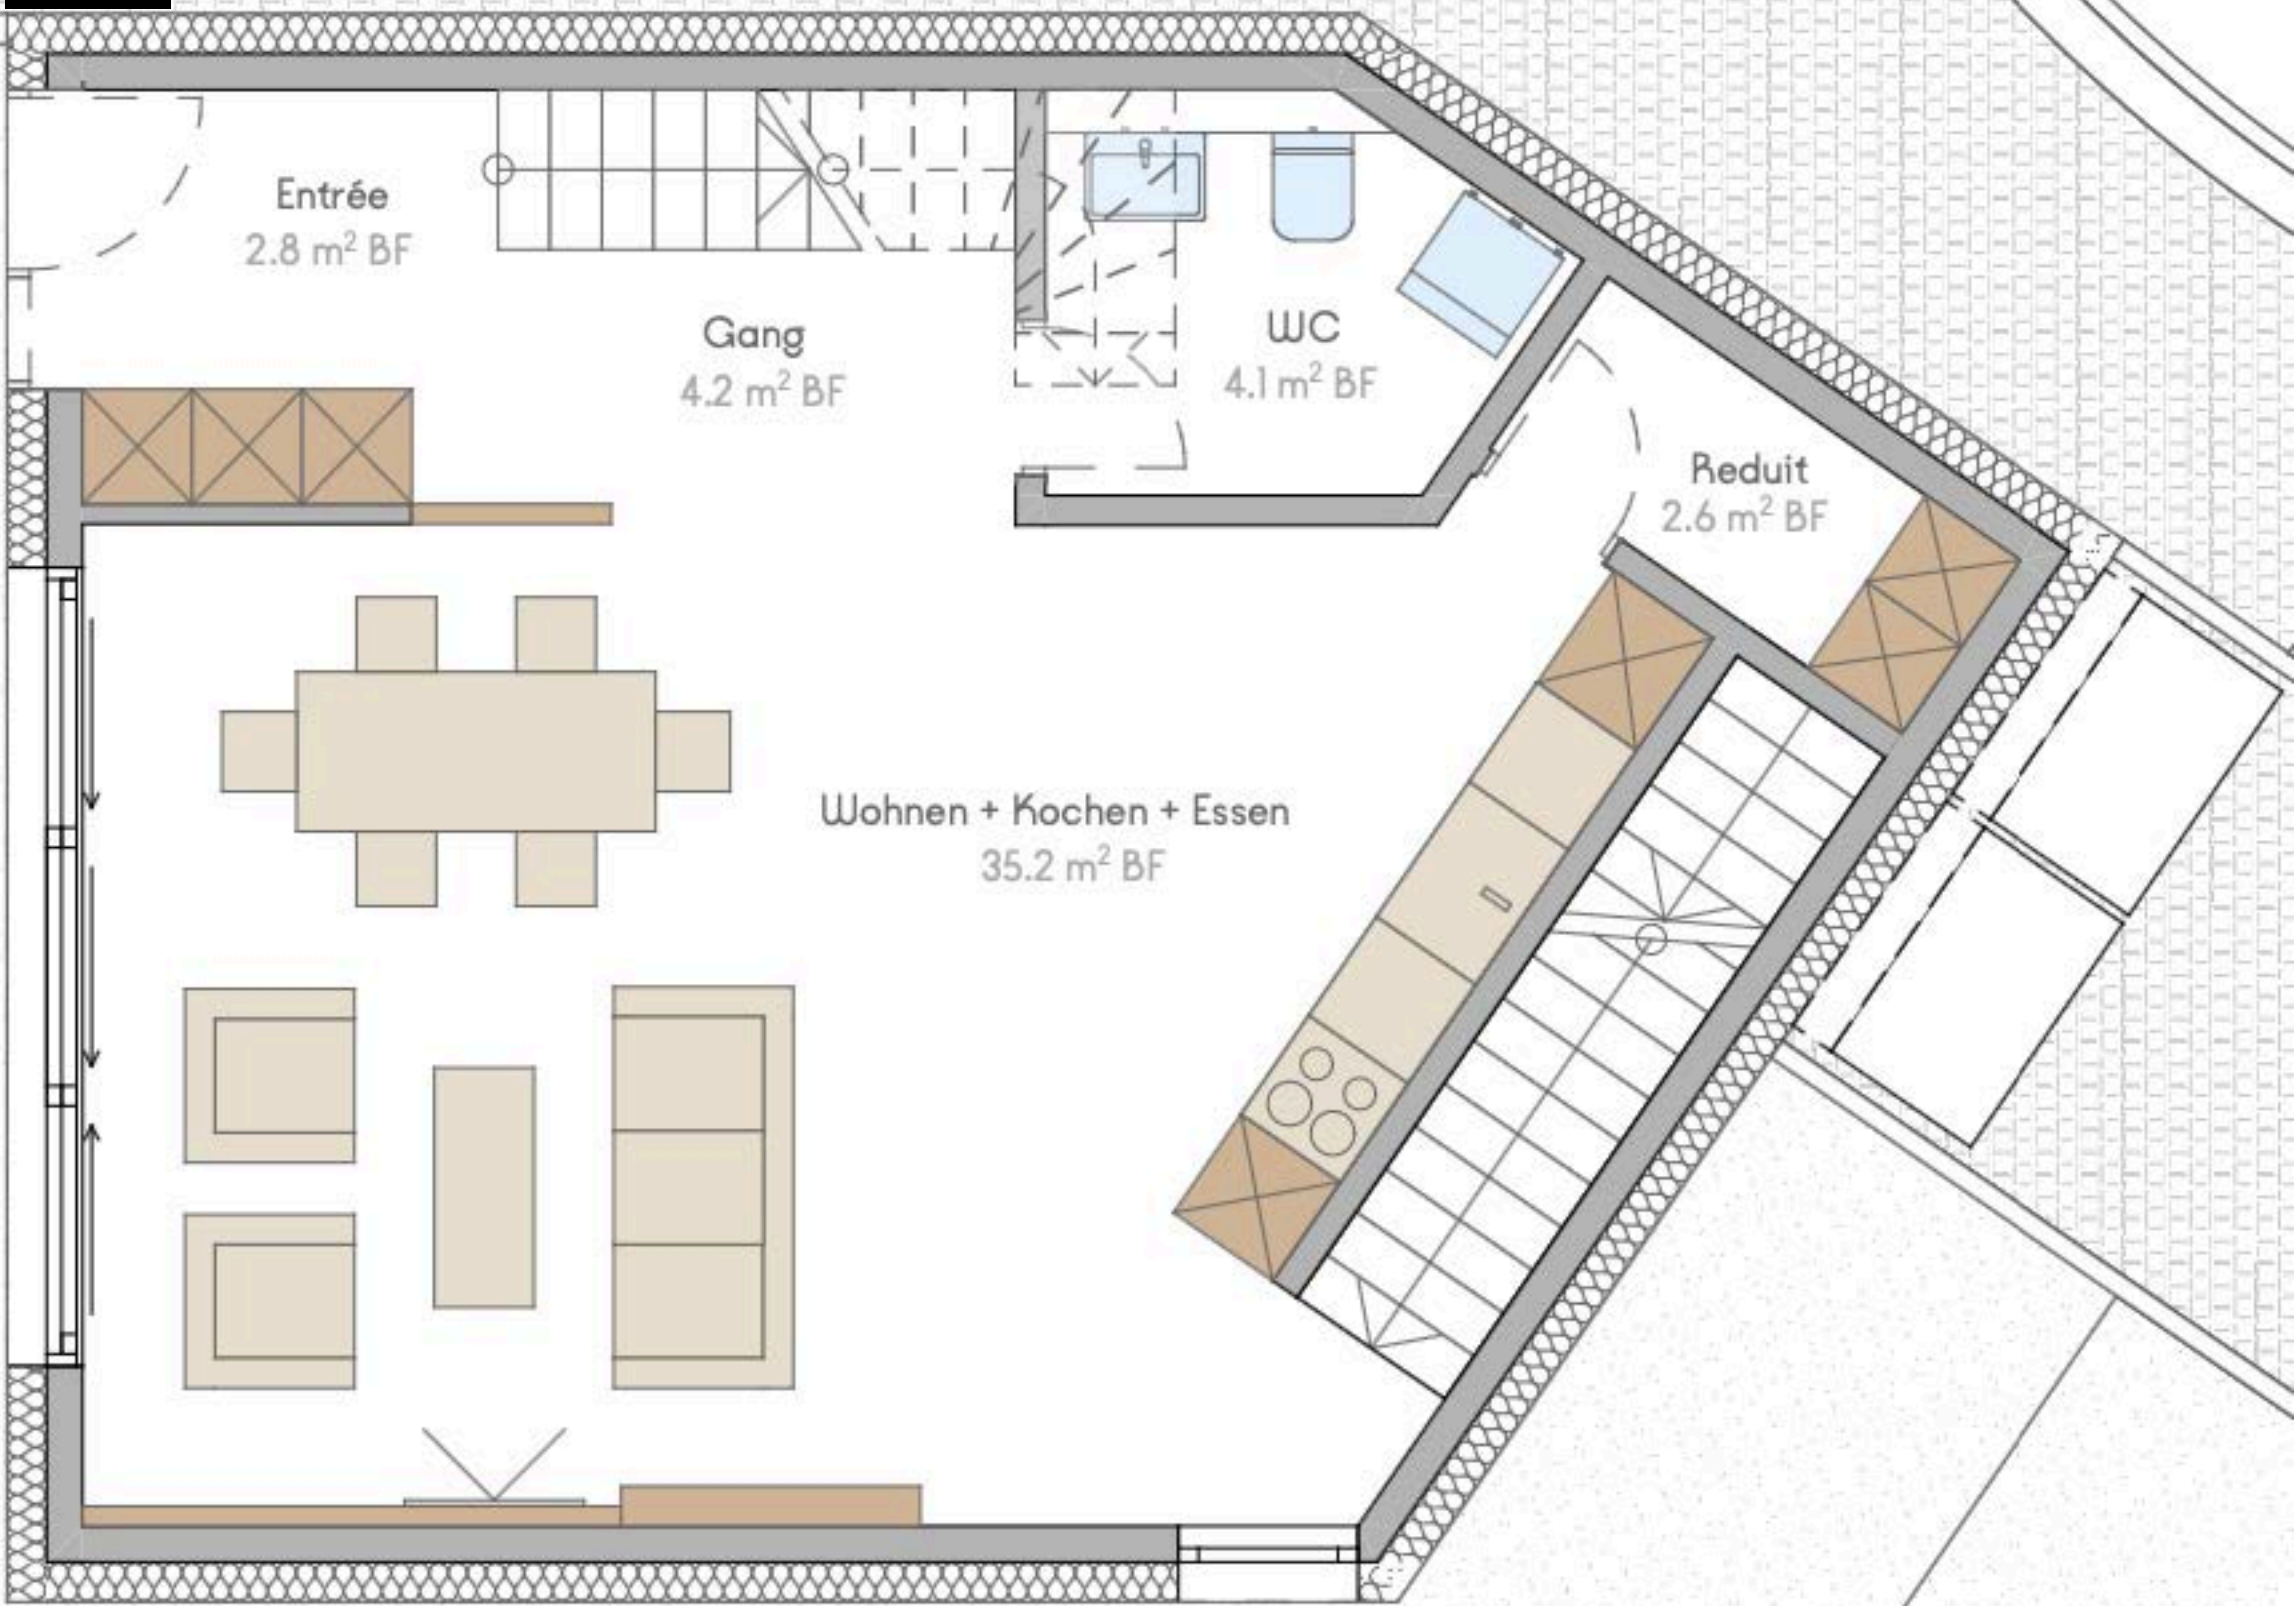 Entrée
2.8 m² BF
Gang
4.2 m² BF
WC
4.1 m² BF
Reduit
2.6 m² BF
Wohnen + Kochen + Essen
35.2 m² BF